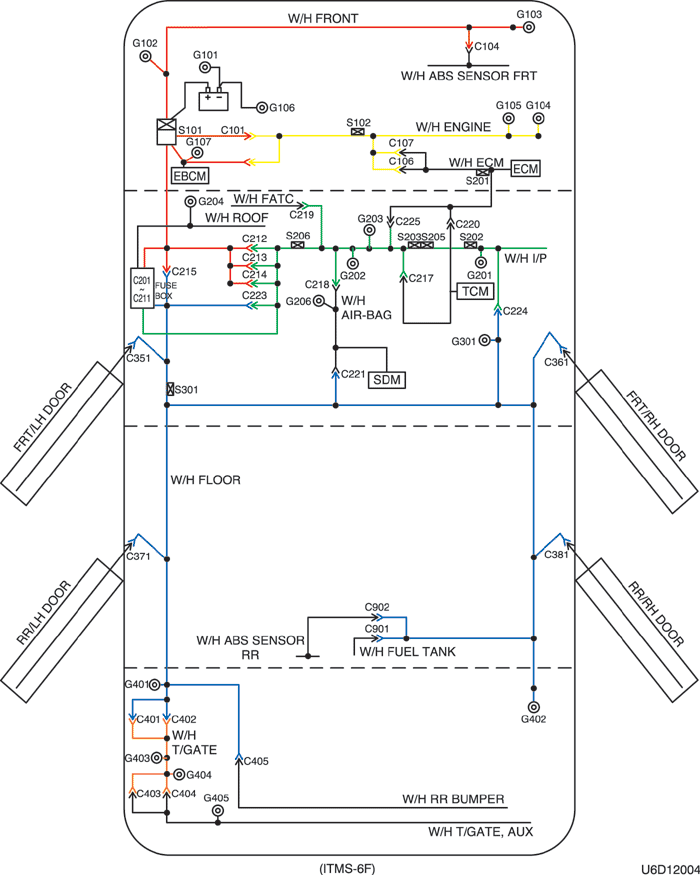 W/H FRONT
G103
G102
C104
G101
W/H ABS SENSOR FRT
G106
S101
C101
S102
W/H ENGINE
G105
G104
G107
C107
C106
EBCM
W/H ECM
S201
ECM
G204
W/H FATC
C219
W/H ROOF
G203
C225
C220
C212
S206
S203
S205
S202
C213
C214
C215
G202
C217
G201
W/H I/P
C201
~
C211
FUSE
BOX
C223
C218
G206
W/H
AIR-BAG
TCM
C224
C351
G301
C361
C221
SDM
S301
FRT/LH DOOR
FRT/RH DOOR
W/H FLOOR
C371
C381
RR/LH DOOR
RR/RH DOOR
C902
C901
W/H ABS SENSOR
RR
W/H FUEL TANK
G401
G402
C401
C402
W/H
T/GATE
G403
C405
G404
C403
C404
G405
W/H RR BUMPER
W/H T/GATE, AUX
(ITMS-6F)
U6D12004